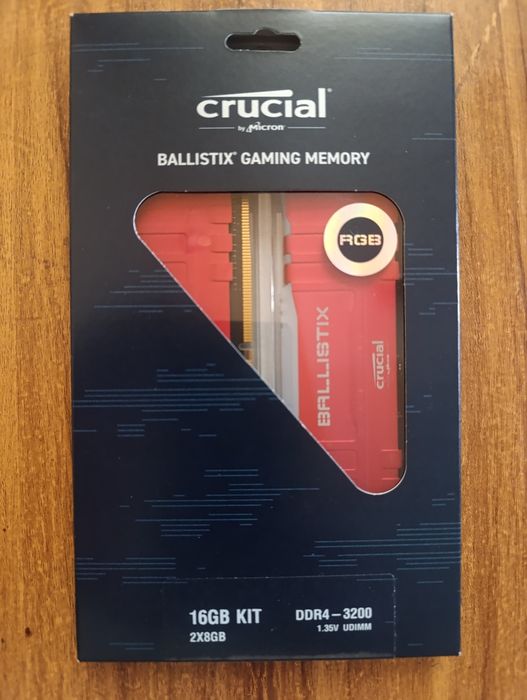 crucial®
by Micron®
BALLISTIX® GAMING MEMORY
RGB
BALLISTIX
crucial
16GB KIT
2X8GB
DDR4-3200
1.35V UDIMM